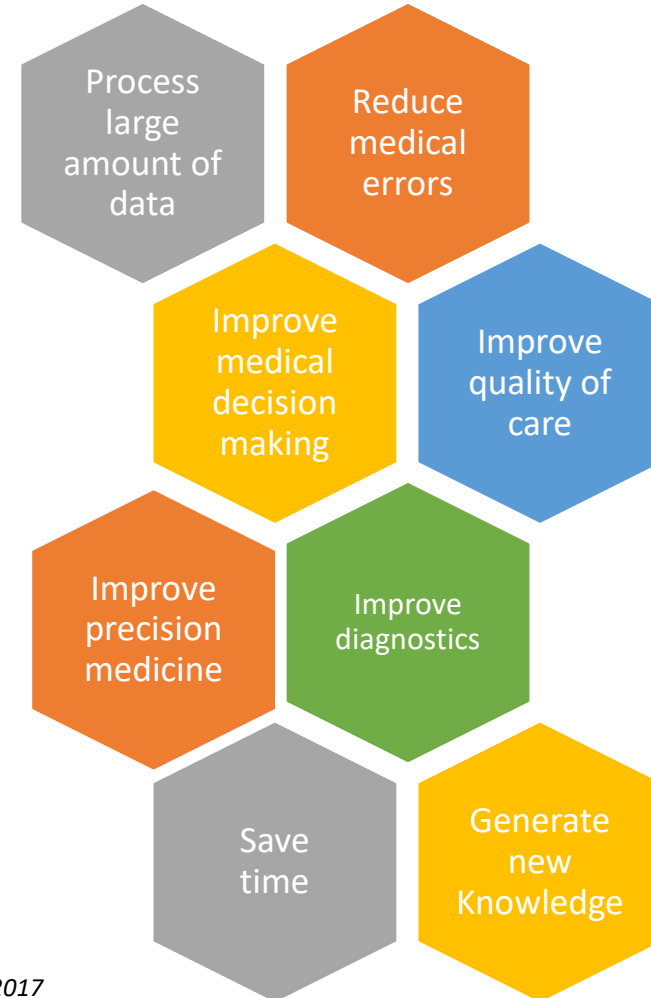 Process
large
amount of
data
Reduce
medical
errors
Improve
medical
decision
making
Improve
quality of
care
Improve
precision
medicine
Improve
diagnostics
Save
time
Generate
new
Knowledge
2017